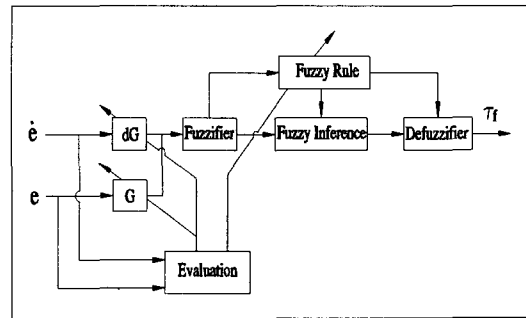 Fuzzy Rule
τf
ė
dG
Fuzzifier
Fuzzy Inference
Defuzzifier
e
G
Evaluation